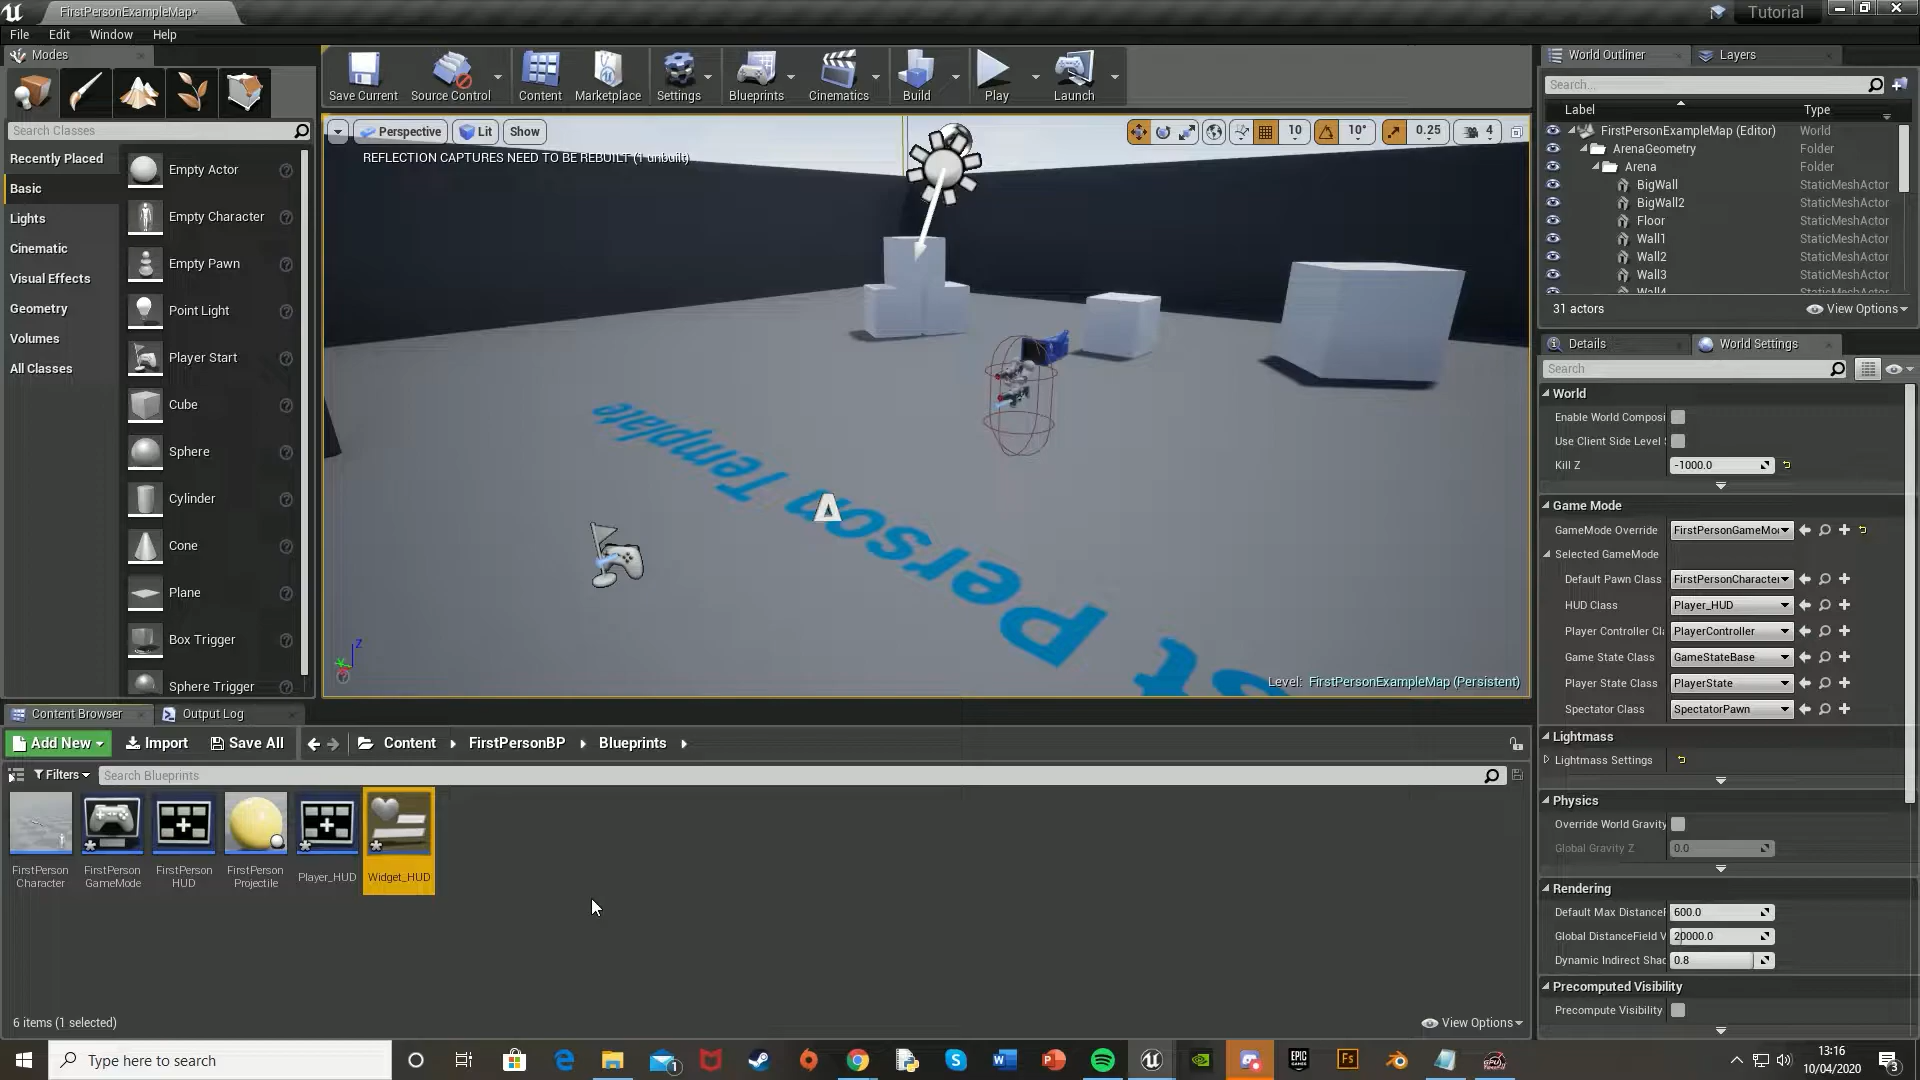 FirstPersonExampleMap*
Tutorial
File Edit Window Help
Modes
Save Current
Source Control
Content
Marketplace
Settings
Blueprints
Cinematics
Build
Play
Launch
World Outliner
Layers
Search...
Label
Type
FirstPersonExampleMap (Editor) World
ArenaGeometry Folder
Arena Folder
BigWall StaticMeshActor
BigWall2 StaticMeshActor
Floor StaticMeshActor
Wall1 StaticMeshActor
Wall2 StaticMeshActor
Wall3 StaticMeshActor
Wall4 StaticMeshActor
31 actors
View Options
Search Classes
Recently Placed
Basic
Lights
Cinematic
Visual Effects
Geometry
Volumes
All Classes
Empty Actor
Empty Character
Empty Pawn
Point Light
Player Start
Cube
Sphere
Cylinder
Cone
Plane
Box Trigger
Sphere Trigger
Perspective
Lit
Show
10
10°
0.25
4
REFLECTION CAPTURES NEED TO BE REBUILT (1 unbuilt)
st Person Template
z
Level: FirstPersonExampleMap (Persistent)
Details
World Settings
Search
World
Enable World Composi
Use Client Side Level S
Kill Z -1000.0
Game Mode
GameMode Override FirstPersonGameMo
Selected GameMode
Default Pawn Class FirstPersonCharacter
HUD Class Player_HUD
Player Controller Cl PlayerController
Game State Class GameStateBase
Player State Class PlayerState
Spectator Class SpectatorPawn
Lightmass
Lightmass Settings
Physics
Override World Gravity
Global Gravity Z 0.0
Rendering
Default Max DistanceF 600.0
Global DistanceField V 20000.0
Dynamic Indirect Shad 0.8
Precomputed Visibility
Precompute Visibility
Content Browser
Output Log
Add New
Import
Save All
Content
FirstPersonBP
Blueprints
Filters
Search Blueprints
FirstPerson Character
FirstPerson GameMode
FirstPerson HUD
FirstPerson Projectile
Player_HUD
Widget_HUD
6 items (1 selected)
View Options
Type here to search
1
EPIC GAMES
Fs
13:16
10/04/2020
3